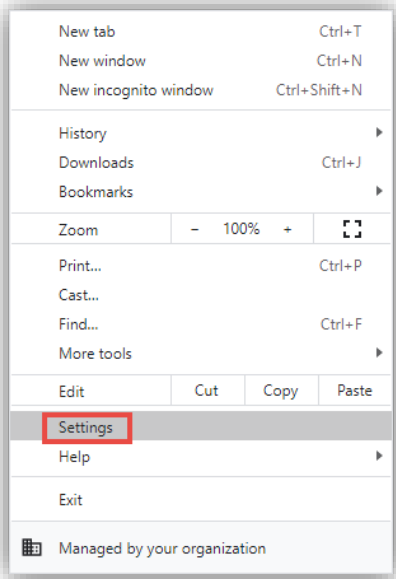 New tab Ctrl+T
New window Ctrl+N
New incognito window Ctrl+Shift+N
History
Downloads Ctrl+J
Bookmarks
Zoom - 100% +
Print... Ctrl+P
Cast...
Find... Ctrl+F
More tools
Edit Cut Copy Paste
Settings
Help
Exit
Managed by your organization